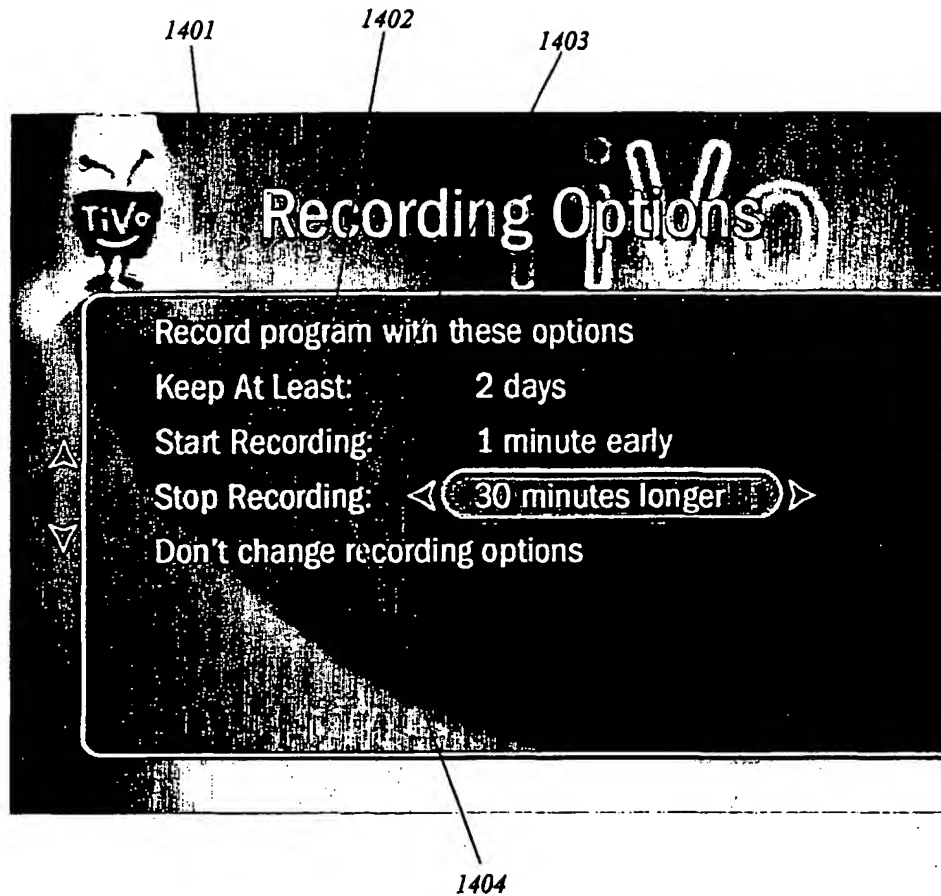 1401
1402
1403
TiVo
iVo
Recording Options
Record program with these options
Keep At Least: 2 days
Start Recording: 1 minute early
Stop Recording: 30 minutes longer
Don't change recording options
1404